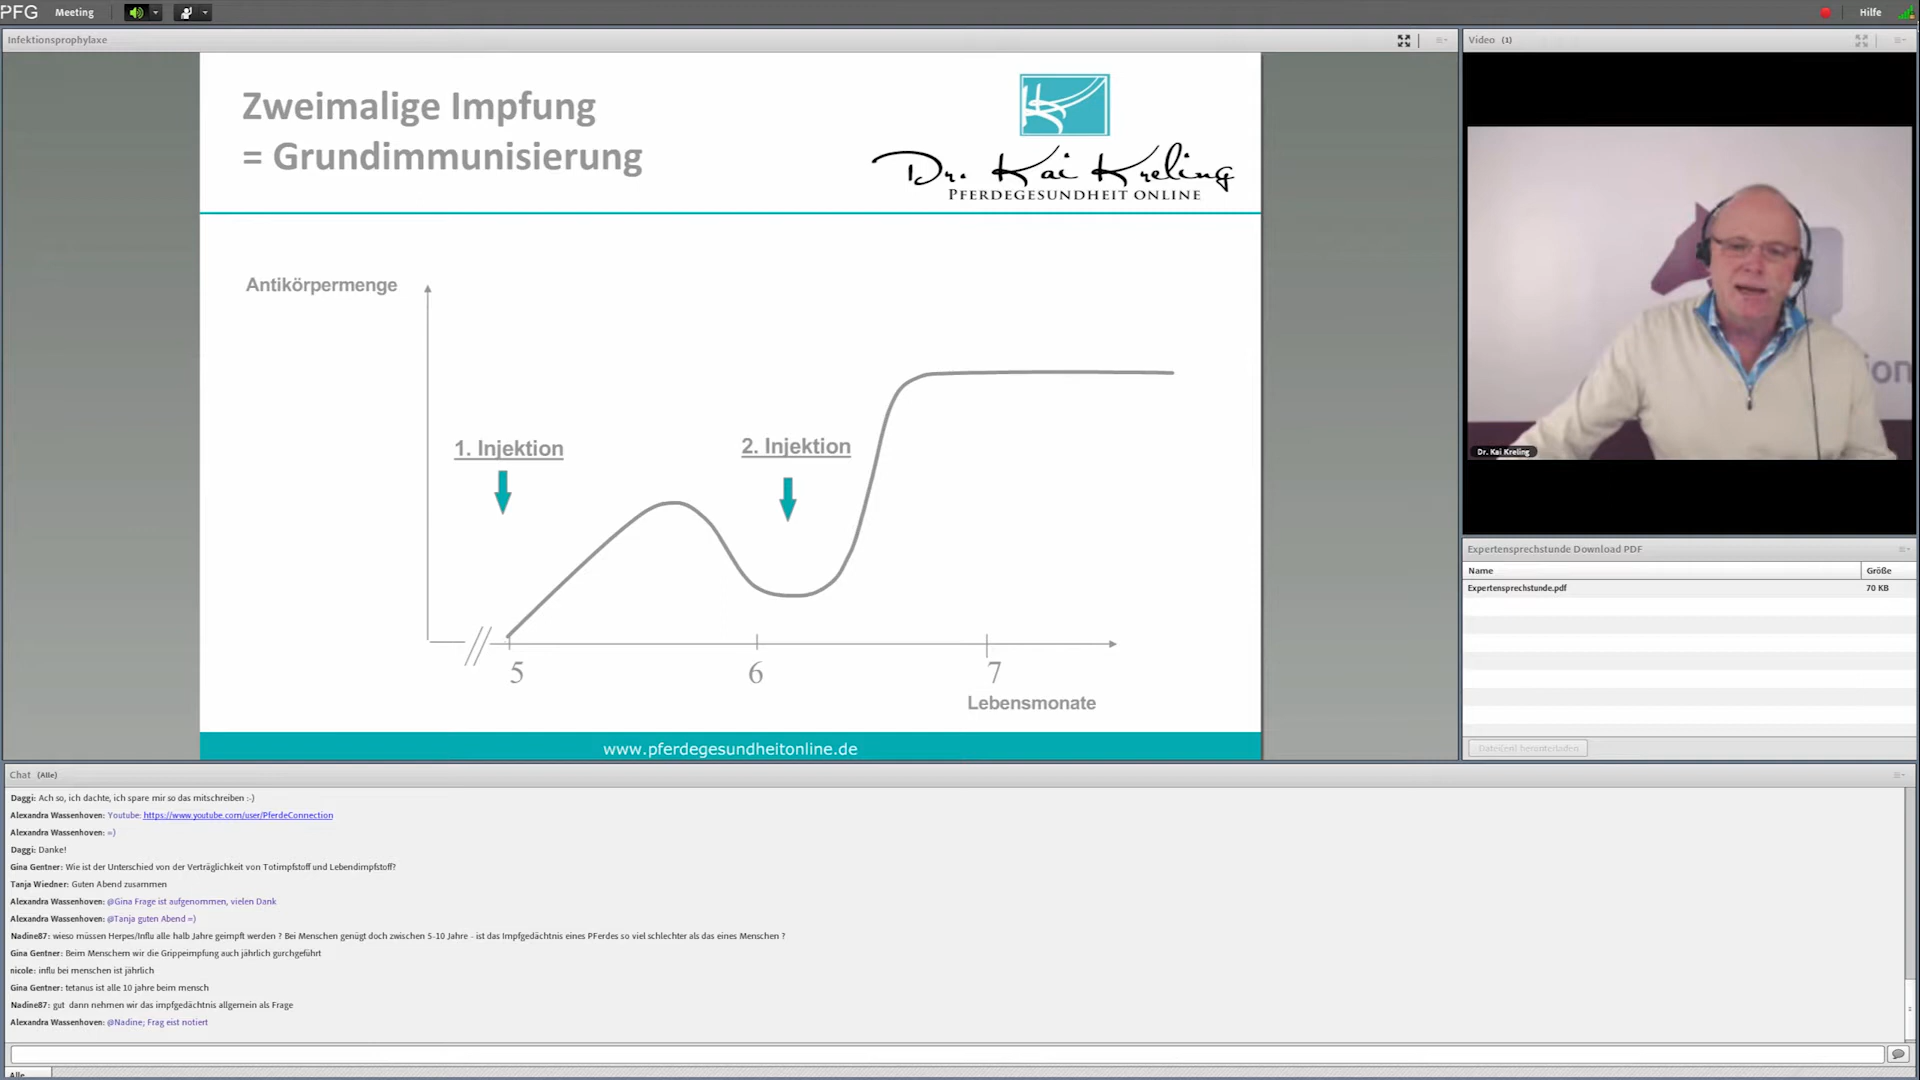 PFG Meeting Hilfe
Infektionsprophylaxe
Video (1)
Zweimalige Impfung
= Grundimmunisierung
Dr. Kai Kreling
PFERDEGESUNDHEIT ONLINE
Antikörpermenge
1. Injektion
2. Injektion
5 6 7
Lebensmonate
www.pferdegesundheitonline.de
Dr. Kai Kreling
ion
Expertensprechstunde Download PDF
Name Größe
Expertensprechstunde.pdf 70 KB
Datei(en) herunterladen
Chat (Alle)
Daggi: Ach so, ich dachte, ich spare mir so das mitschreiben :-)
Alexandra Wassenhoven: Youtube: https://www.youtube.com/user/PferdeConnection
Alexandra Wassenhoven: =)
Daggi: Danke!
Gina Gentner: Wie ist der Unterschied von der Verträglichkeit von Totimpfstoff und Lebendimpfstoff?
Tanja Wiedner: Guten Abend zusammen
Alexandra Wassenhoven: @Gina Frage ist aufgenommen, vielen Dank
Alexandra Wassenhoven: @Tanja guten Abend =)
Nadine87: wieso müssen Herpes/Influ alle halb Jahre geimpft werden ? Bei Menschen genügt doch zwischen 5-10 Jahre - ist das Impfgedächtnis eines PFerdes so viel schlechter als das eines Menschen ?
Gina Gentner: Beim Menschem wir die Grippeimpfung auch jährlich gurchgeführt
nicole: influ bei menschen ist jährlich
Gina Gentner: tetanus ist alle 10 jahre beim mensch
Nadine87: gut dann nehmen wir das impfgedächtnis allgemein als Frage
Alexandra Wassenhoven: @Nadine; Frag eist notiert
Alle